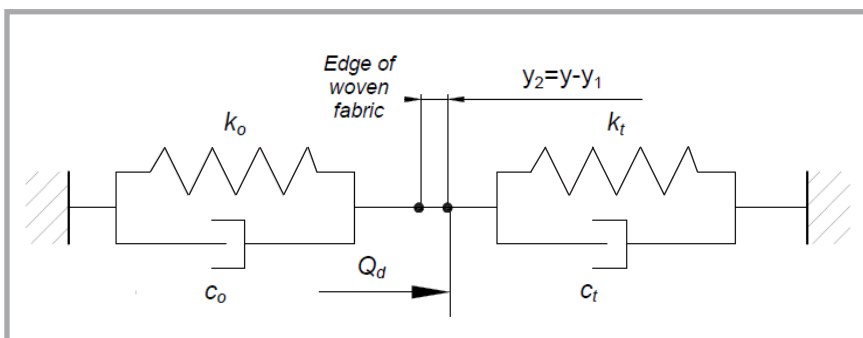 Edge of
woven
fabric
y₂=y-y₁
kₒ
kₜ
Q_d
cₒ
cₜ